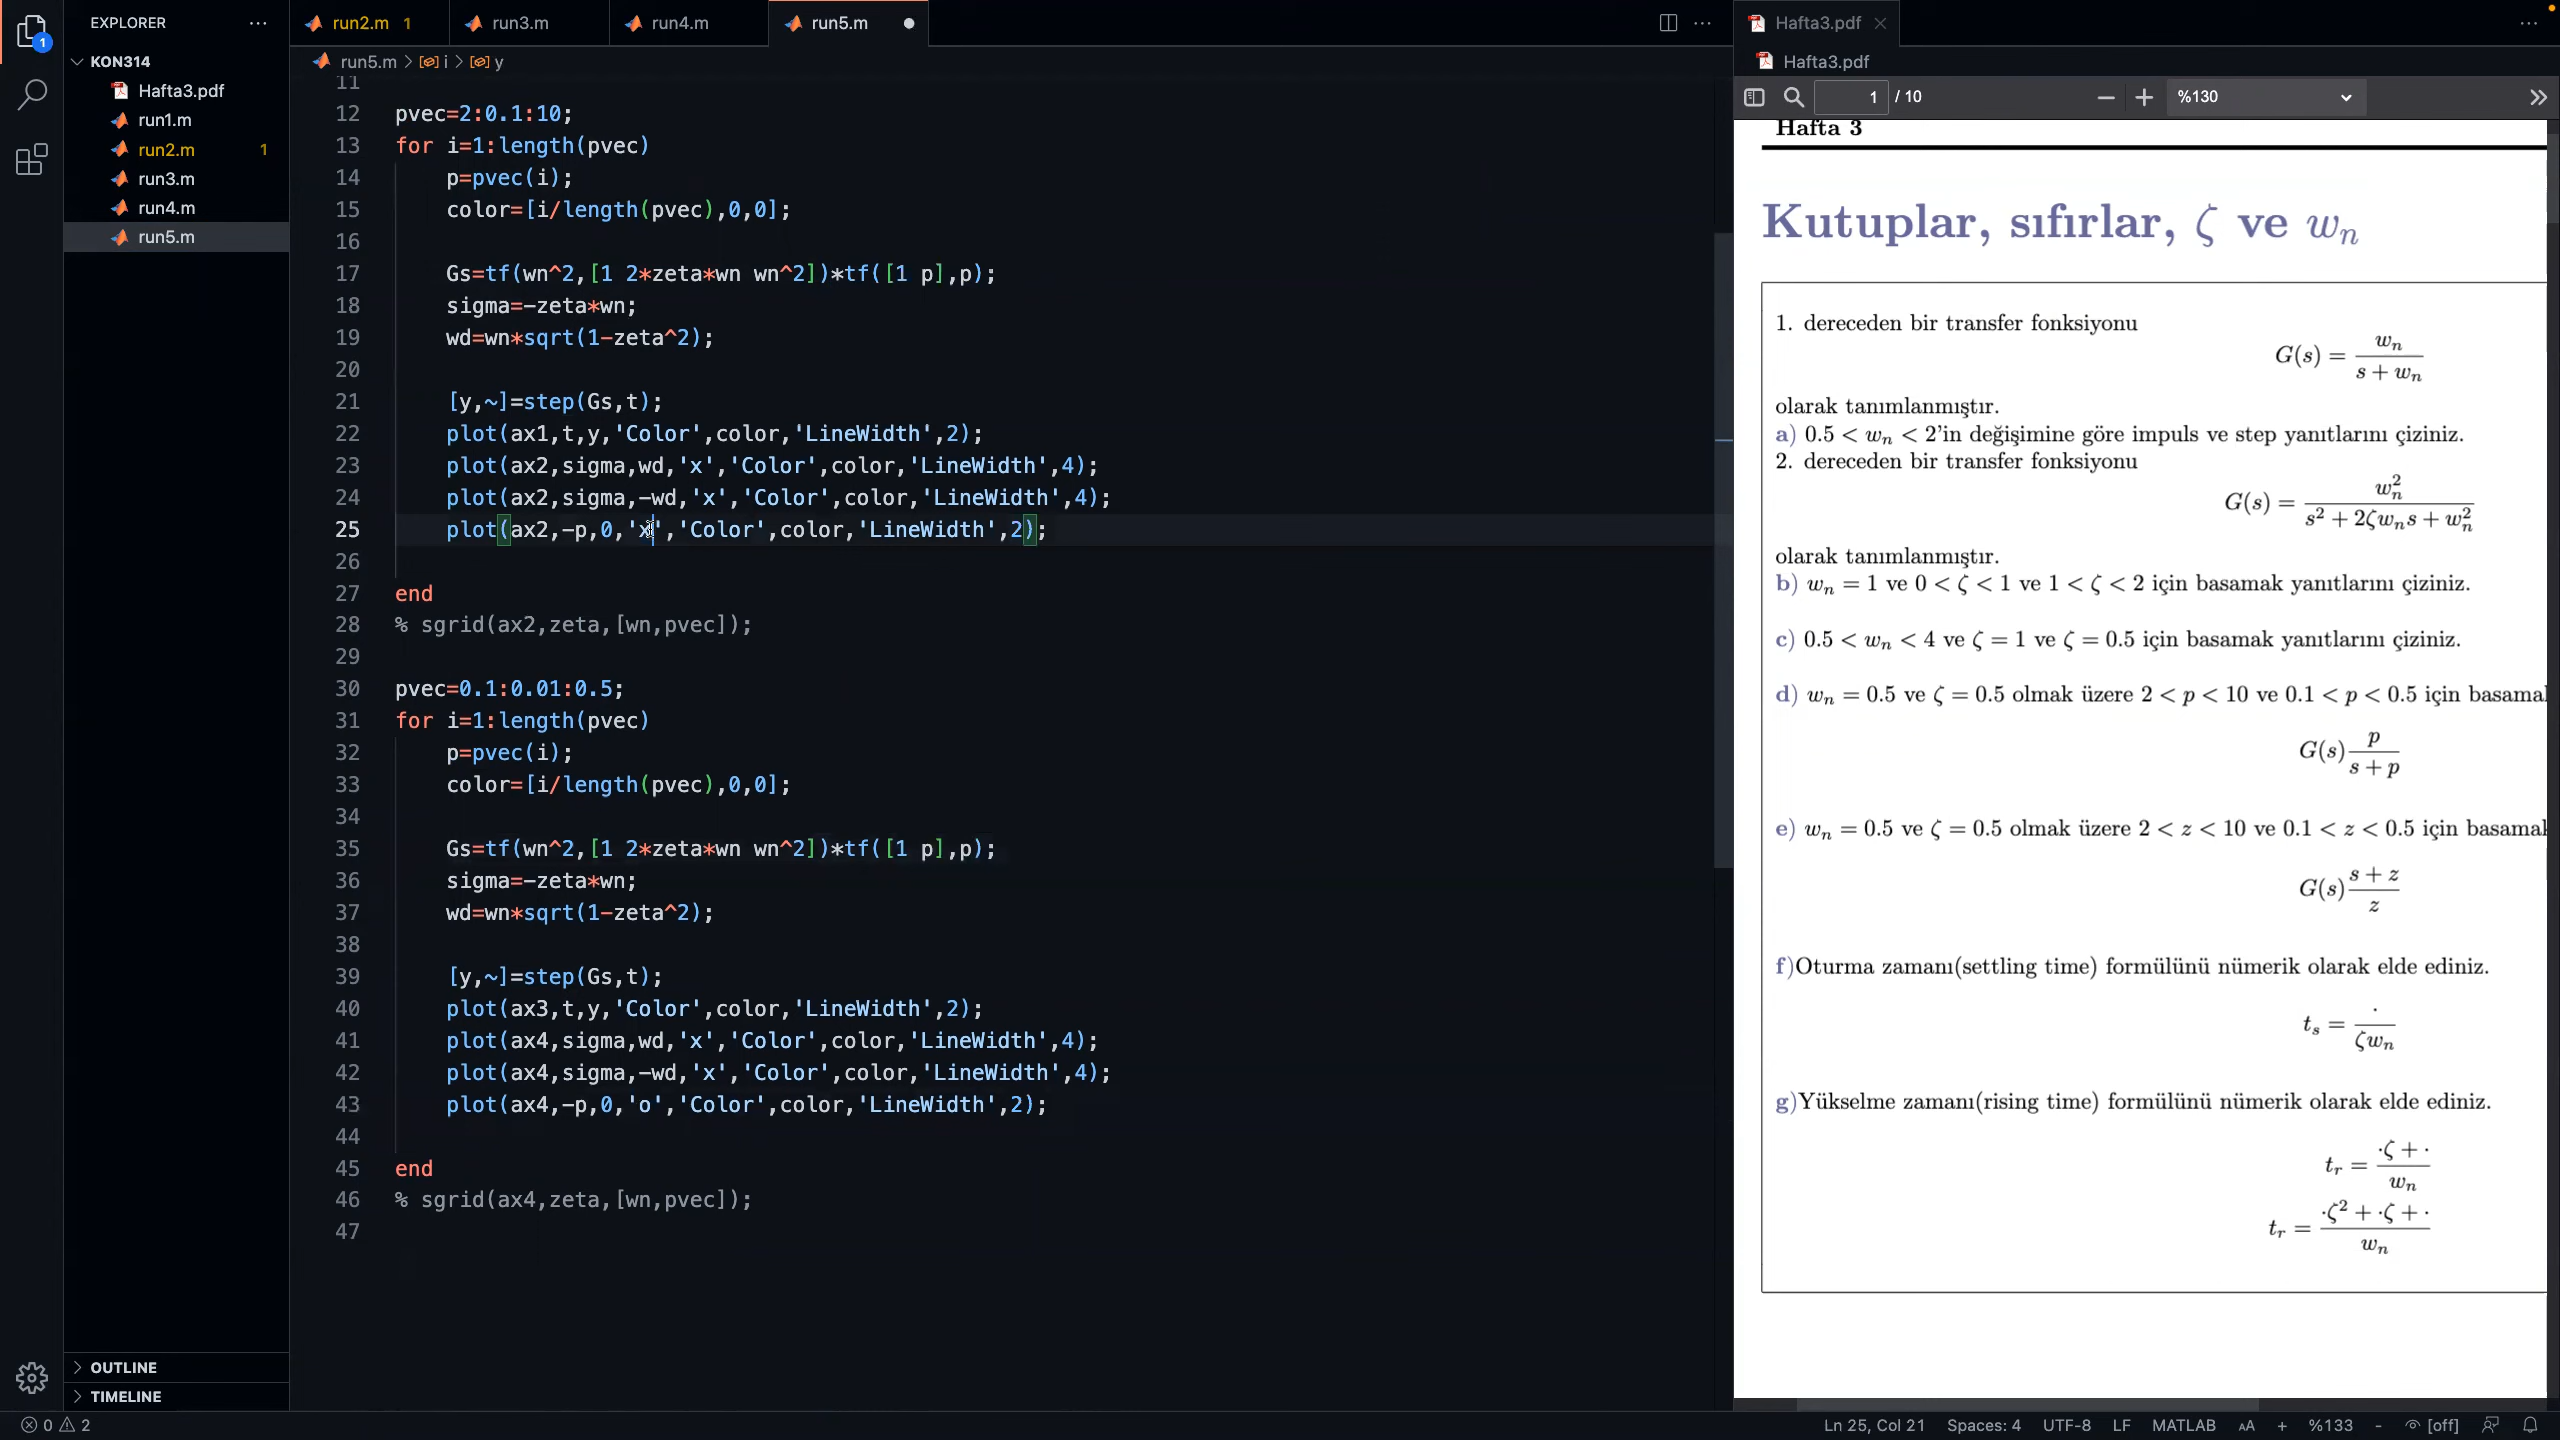 EXPLORER
KON314
Hafta3.pdf
run1.m
run2.m 1
run3.m
run4.m
run5.m
OUTLINE
TIMELINE
run2.m 1
run3.m
run4.m
run5.m
run5.m > i > y
11
12 pvec=2:0.1:10;
13 for i=1:length(pvec)
14 p=pvec(i);
15 color=[i/length(pvec),0,0];
16
17 Gs=tf(wn^2,[1 2*zeta*wn wn^2])*tf([1 p],p);
18 sigma=-zeta*wn;
19 wd=wn*sqrt(1-zeta^2);
20
21 [y,~]=step(Gs,t);
22 plot(ax1,t,y,'Color',color,'LineWidth',2);
23 plot(ax2,sigma,wd,'x','Color',color,'LineWidth',4);
24 plot(ax2,sigma,-wd,'x','Color',color,'LineWidth',4);
25 plot(ax2,-p,0,'x','Color',color,'LineWidth',2);
26
27 end
28 % sgrid(ax2,zeta,[wn,pvec]);
29
30 pvec=0.1:0.01:0.5;
31 for i=1:length(pvec)
32 p=pvec(i);
33 color=[i/length(pvec),0,0];
34
35 Gs=tf(wn^2,[1 2*zeta*wn wn^2])*tf([1 p],p);
36 sigma=-zeta*wn;
37 wd=wn*sqrt(1-zeta^2);
38
39 [y,~]=step(Gs,t);
40 plot(ax3,t,y,'Color',color,'LineWidth',2);
41 plot(ax4,sigma,wd,'x','Color',color,'LineWidth',4);
42 plot(ax4,sigma,-wd,'x','Color',color,'LineWidth',4);
43 plot(ax4,-p,0,'o','Color',color,'LineWidth',2);
44
45 end
46 % sgrid(ax4,zeta,[wn,pvec]);
47
Hafta3.pdf
Hafta3.pdf
1 / 10 %130
Hafta 3
Kutuplar, sıfırlar, ζ ve wₙ
1. dereceden bir transfer fonksiyonu
G(s) = wₙ / (s + wₙ)
olarak tanımlanmıştır.
a) 0.5 < wₙ < 2'in değişimine göre impuls ve step yanıtlarını çiziniz.
2. dereceden bir transfer fonksiyonu
G(s) = wₙ² / (s² + 2ζwₙs + wₙ²)
olarak tanımlanmıştır.
b) wₙ = 1 ve 0 < ζ < 1 ve 1 < ζ < 2 için basamak yanıtlarını çiziniz.
c) 0.5 < wₙ < 4 ve ζ = 1 ve ζ = 0.5 için basamak yanıtlarını çiziniz.
d) wₙ = 0.5 ve ζ = 0.5 olmak üzere 2 < p < 10 ve 0.1 < p < 0.5 için basama
G(s) p / (s + p)
e) wₙ = 0.5 ve ζ = 0.5 olmak üzere 2 < z < 10 ve 0.1 < z < 0.5 için basamak
G(s) (s + z) / z
f)Oturma zamanı(settling time) formülünü nümerik olarak elde ediniz.
tₛ = · / ζwₙ
g)Yükselme zamanı(rising time) formülünü nümerik olarak elde ediniz.
tᵣ = (·ζ + ·) / wₙ
tᵣ = (·ζ² + ·ζ + ·) / wₙ
1
0 2
Ln 25, Col 21 Spaces: 4 UTF-8 LF MATLAB AA + %133 - [off]